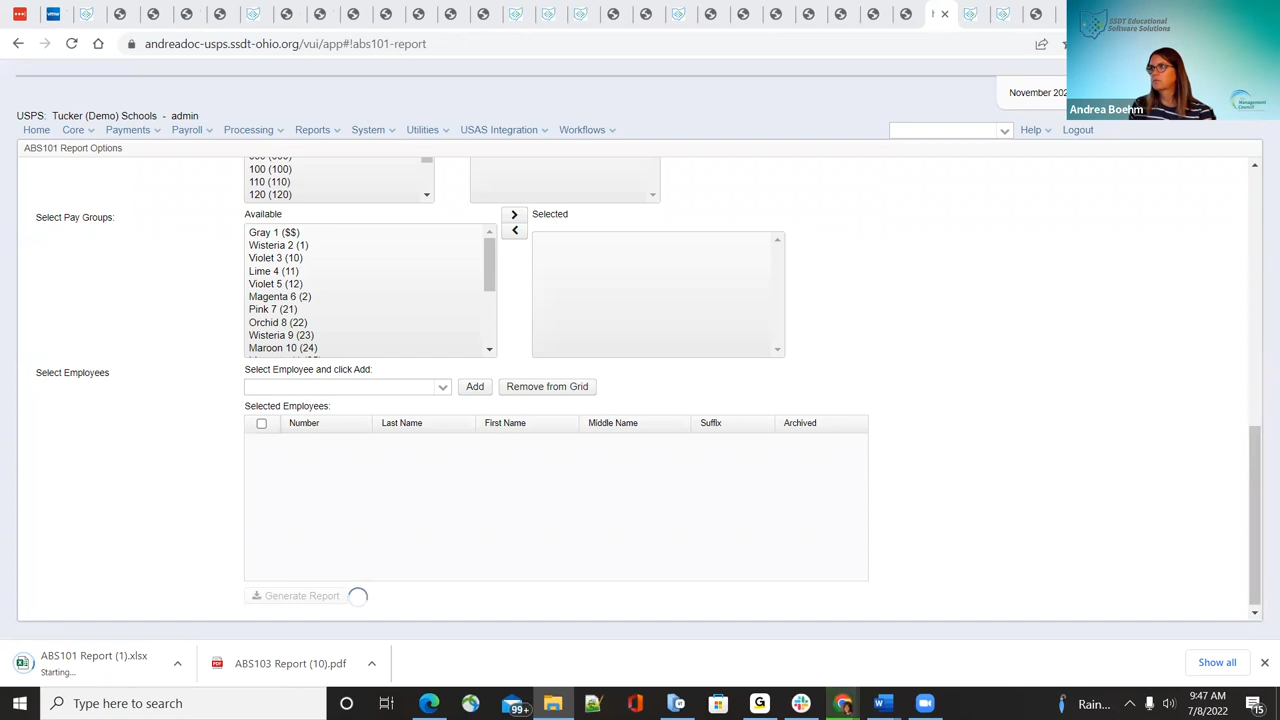 andreadoc-usps.ssdt-ohio.org/vui/app#!abs101-report
SSDT Educational
Software Solutions
Management
Council
Andrea Boehm
November 202
USPS: Tucker (Demo) Schools - admin
Home Core Payments Payroll Processing Reports System Utilities USAS Integration Workflows Help Logout
ABS101 Report Options
100 (100)
110 (110)
120 (120)
Select Pay Groups:
Available
Selected
Gray 1 ($$)
Wisteria 2 (1)
Violet 3 (10)
Lime 4 (11)
Violet 5 (12)
Magenta 6 (2)
Pink 7 (21)
Orchid 8 (22)
Wisteria 9 (23)
Maroon 10 (24)
Select Employees
Select Employee and click Add:
Add
Remove from Grid
Selected Employees:
Number Last Name First Name Middle Name Suffix Archived
Generate Report
ABS101 Report (1).xlsx
Starting...
ABS103 Report (10).pdf
Show all
Type here to search
99+
Rain...
9:47 AM
7/8/2022
15